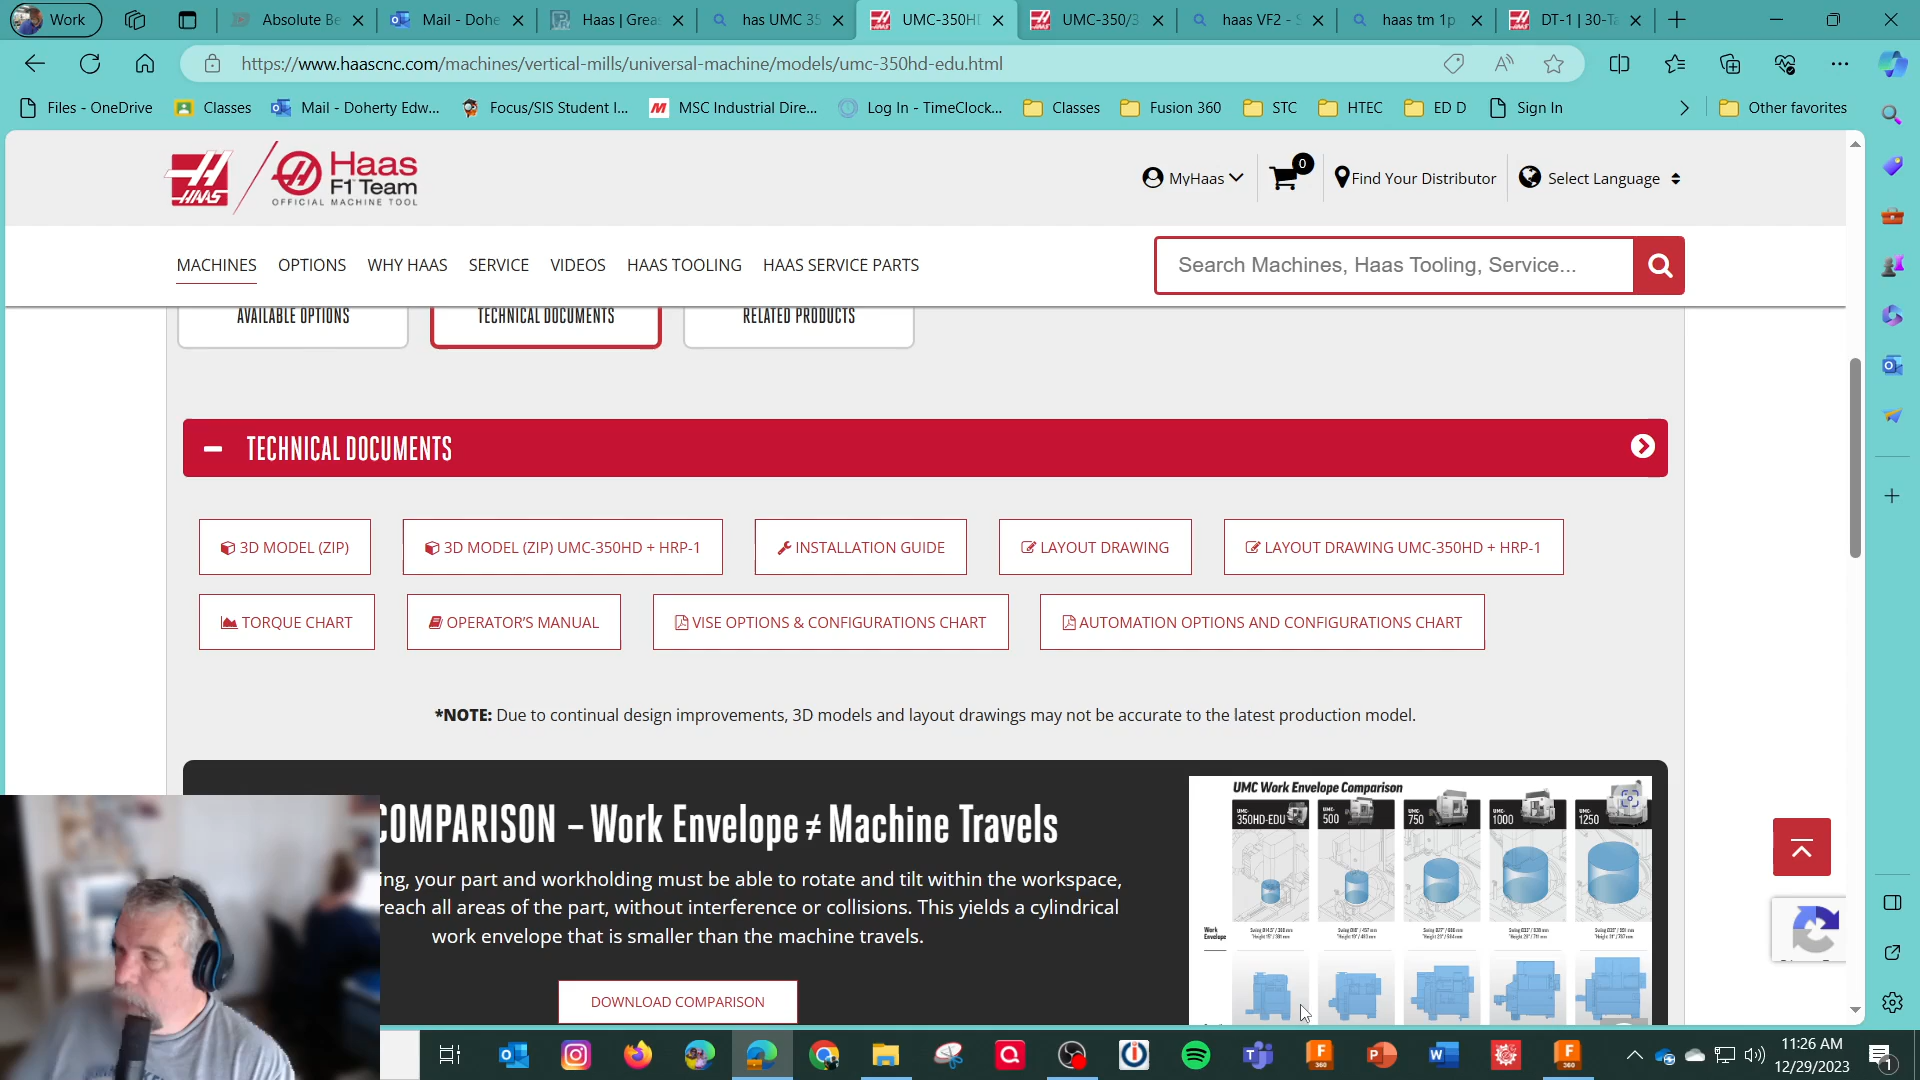 Work
Absolute Be
Mail - Dohe
Haas | Grea
has UMC 35
UMC-350HD
UMC-350/3
haas VF2 - S
haas tm 1p
DT-1 | 30-Ta
https://www.haascnc.com/machines/vertical-mills/universal-machine/models/umc-350hd-edu.html
Files - OneDrive
Classes
Mail - Doherty Edw...
Focus/SIS Student I...
MSC Industrial Dire...
Log In - TimeClock...
Classes
Fusion 360
STC
HTEC
ED D
Sign In
Other favorites
HAAS
Haas
F1 Team
OFFICIAL MACHINE TOOL
MyHaas
0
Find Your Distributor
Select Language
MACHINES
OPTIONS
WHY HAAS
SERVICE
VIDEOS
HAAS TOOLING
HAAS SERVICE PARTS
Search Machines, Haas Tooling, Service...
AVAILABLE OPTIONS
TECHNICAL DOCUMENTS
RELATED PRODUCTS
TECHNICAL DOCUMENTS
3D MODEL (ZIP)
3D MODEL (ZIP) UMC-350HD + HRP-1
INSTALLATION GUIDE
LAYOUT DRAWING
LAYOUT DRAWING UMC-350HD + HRP-1
TORQUE CHART
OPERATOR'S MANUAL
VISE OPTIONS & CONFIGURATIONS CHART
AUTOMATION OPTIONS AND CONFIGURATIONS CHART
*NOTE: Due to continual design improvements, 3D models and layout drawings may not be accurate to the latest production model.
COMPARISON – Work Envelope ≠ Machine Travels
ing, your part and workholding must be able to rotate and tilt within the workspace,
reach all areas of the part, without interference or collisions. This yields a cylindrical
work envelope that is smaller than the machine travels.
DOWNLOAD COMPARISON
UMC Work Envelope Comparison
UMC-
350HD-EDU
UMC-
500
UMC-
750
UMC-
1000
UMC-
1250
Work
Envelope
11:26 AM
12/29/2023
1